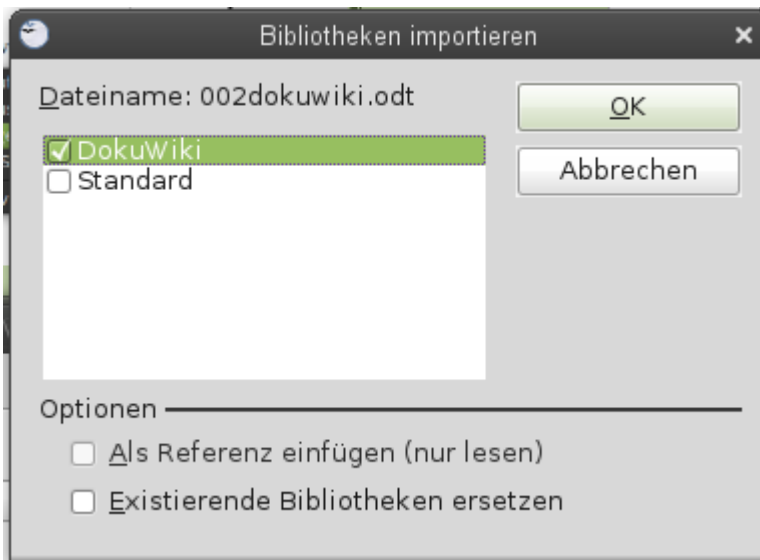 Bibliotheken importieren
Dateiname: 002dokuwiki.odt
OK
DokuWiki
Standard
Abbrechen
Optionen
Als Referenz einfügen (nur lesen)
Existierende Bibliotheken ersetzen